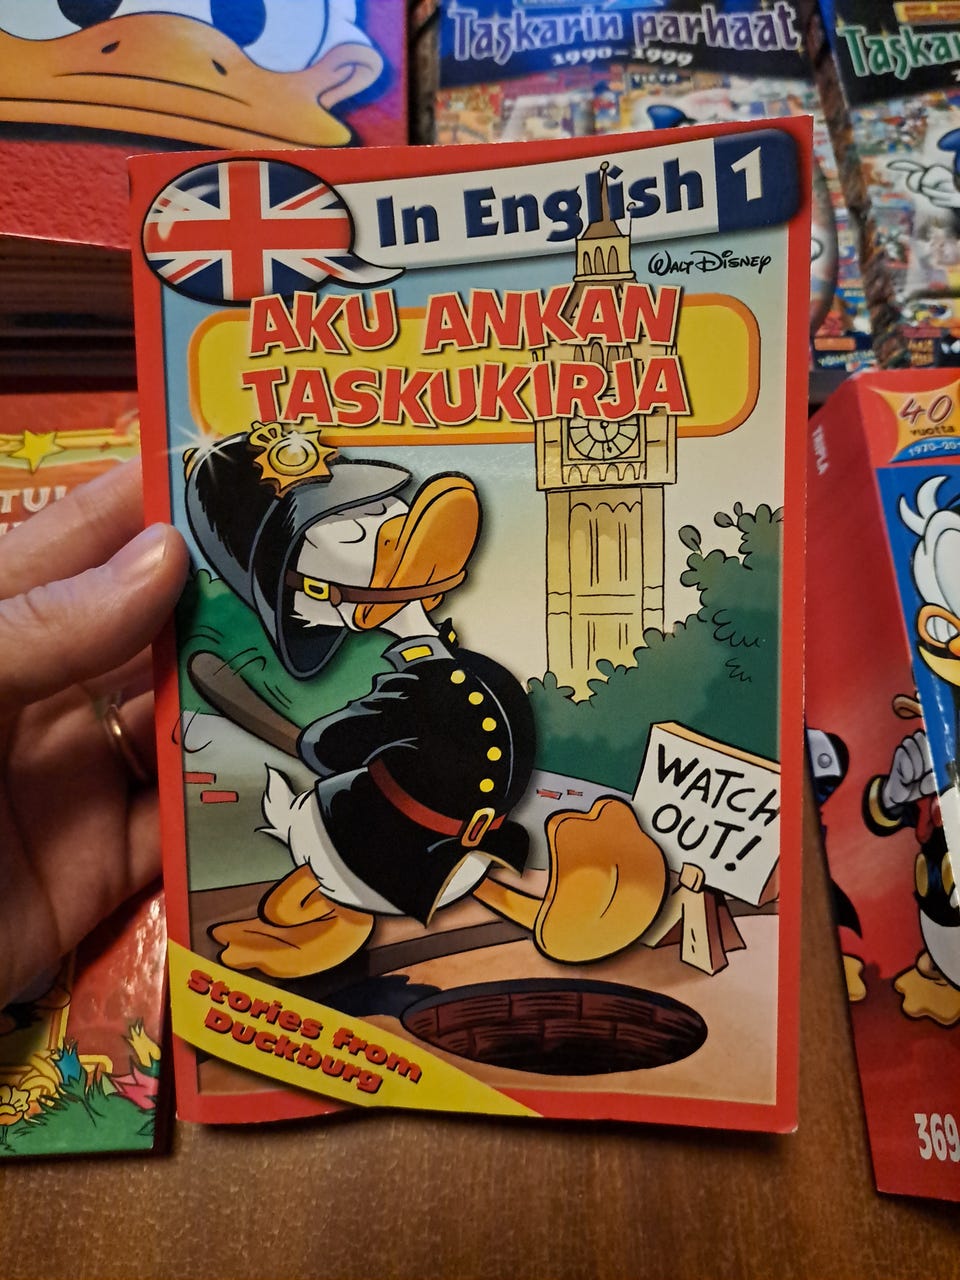 Taskarin parhaat
1990–1999
In English 1
WALT DISNEY
AKU ANKAN
TASKUKIRJA
WATCH
OUT!
Stories from
Duckburg
40
vuotta
TRIPLA
369